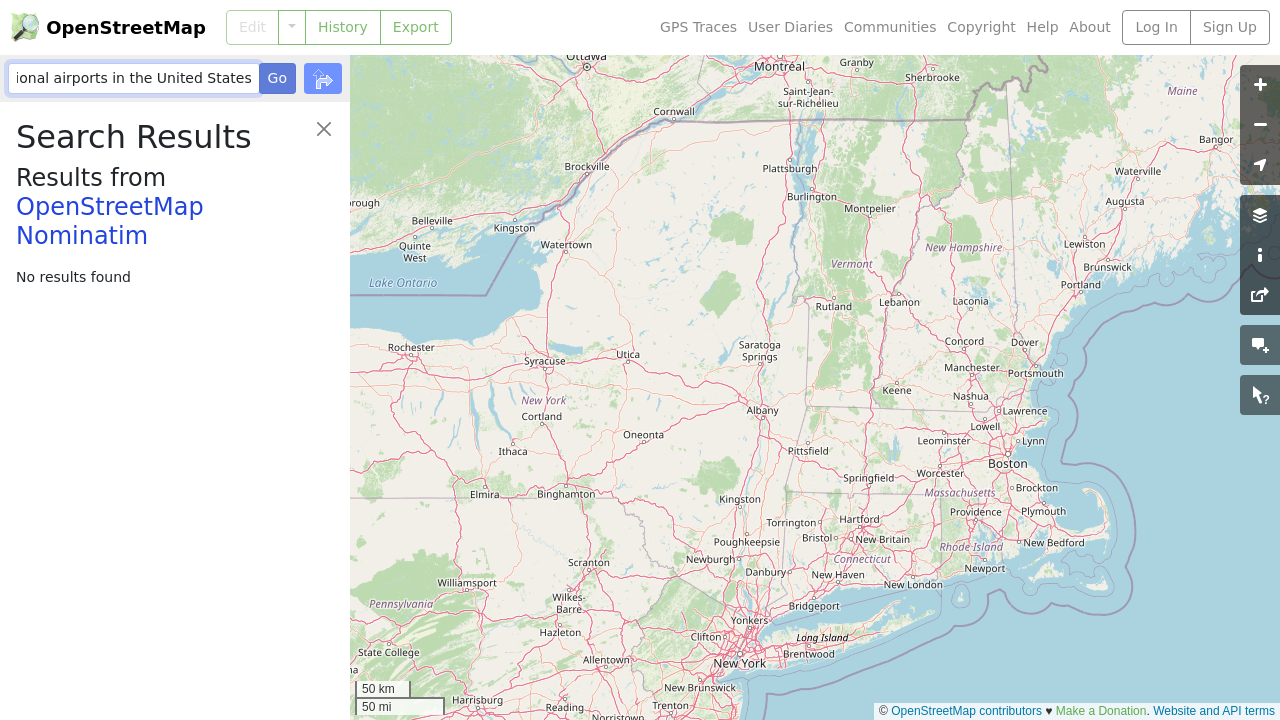 OpenStreetMap
Edit
History
Export
GPS Traces
User Diaries
Communities
Copyright
Help
About
Log In
Sign Up
ional airports in the United States
Go
Search Results
Results from
OpenStreetMap
Nominatim
No results found
Ottawa
Montréal
Granby
Sherbrooke
Saint-Jean-
sur-Richelieu
Maine
Cornwall
Bangor
Brockville
Plattsburgh
Waterville
Burlington
Augusta
Montpelier
Belleville
Kingston
Quinte
West
Watertown
New Hampshire
Lewiston
Vermont
Brunswick
Lake Ontario
Portland
Rutland
Lebanon
Laconia
Rochester
Syracuse
Utica
Saratoga
Springs
Concord
Dover
Manchester
Portsmouth
Keene
Nashua
New York
Albany
Lawrence
Cortland
Oneonta
Lowell
Ithaca
Pittsfield
Leominster
Lynn
Boston
Worcester
Springfield
Elmira
Binghamton
Kingston
Massachusetts
Brockton
Providence
Plymouth
Torrington
Hartford
Poughkeepsie
Bristol
New Britain
New Bedford
Newburgh
Rhode Island
Scranton
Danbury
Connecticut
New Haven
Newport
Williamsport
New London
Wilkes-
Barre
Pennsylvania
Bridgeport
Yonkers
Hazleton
Clifton
Long Island
State College
Brentwood
Allentown
New York
New Brunswick
Harrisburg
Reading
Trenton
Norristown
50 km
50 mi
© OpenStreetMap contributors ♥ Make a Donation. Website and API terms